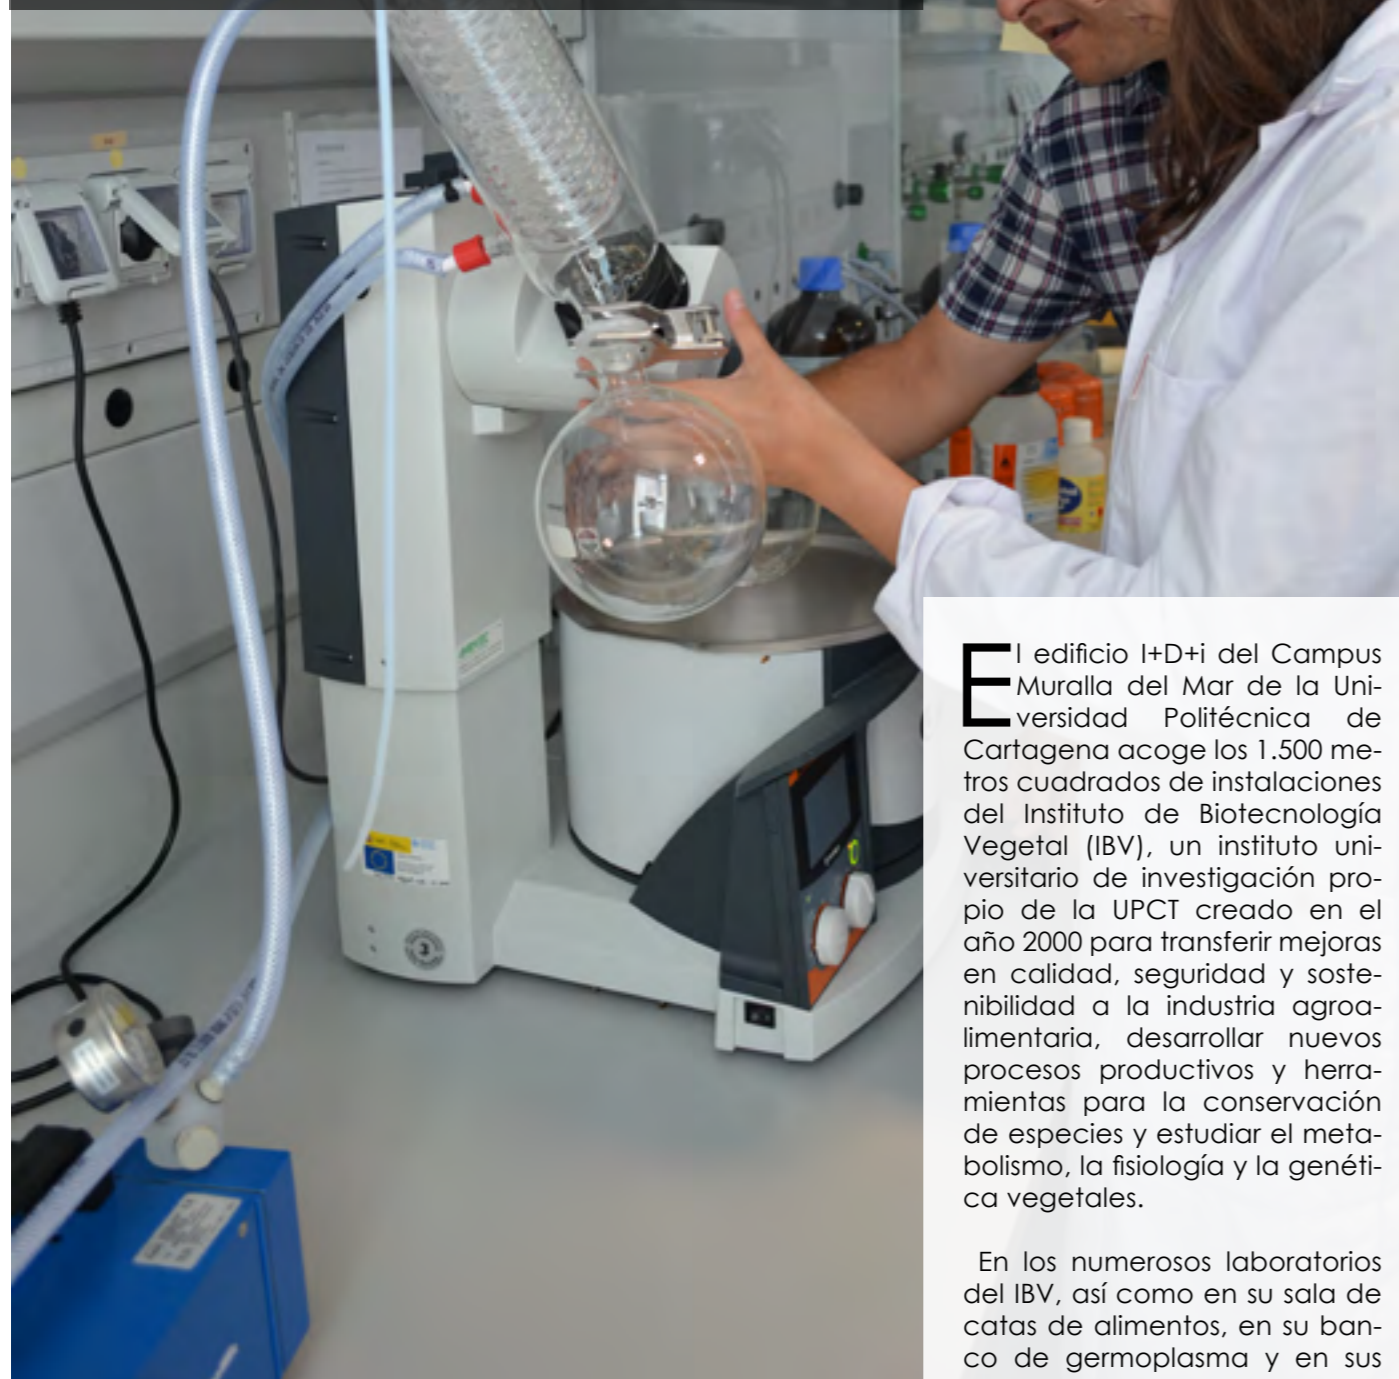 El edificio I+D+i del Campus
Muralla del Mar de la Uni-
versidad Politécnica de
Cartagena acoge los 1.500 me-
tros cuadrados de instalaciones
del Instituto de Biotecnología
Vegetal (IBV), un instituto uni-
versitario de investigación pro-
pio de la UPCT creado en el
año 2000 para transferir mejoras
en calidad, seguridad y soste-
nibilidad a la industria agroa-
limentaria, desarrollar nuevos
procesos productivos y herra-
mientas para la conservación
de especies y estudiar el meta-
bolismo, la fisiología y la genéti-
ca vegetales.
En los numerosos laboratorios
del IBV, así como en su sala de
catas de alimentos, en su ban-
co de germoplasma y en sus